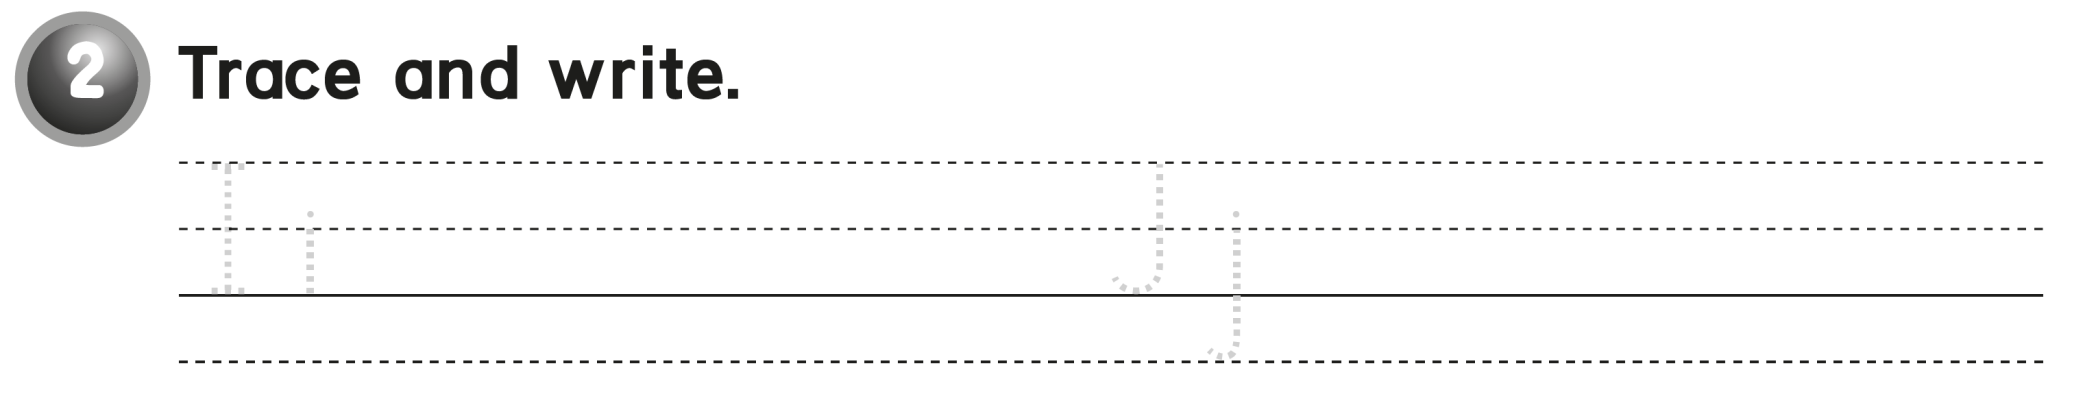 2 Trace and write.
I i J j